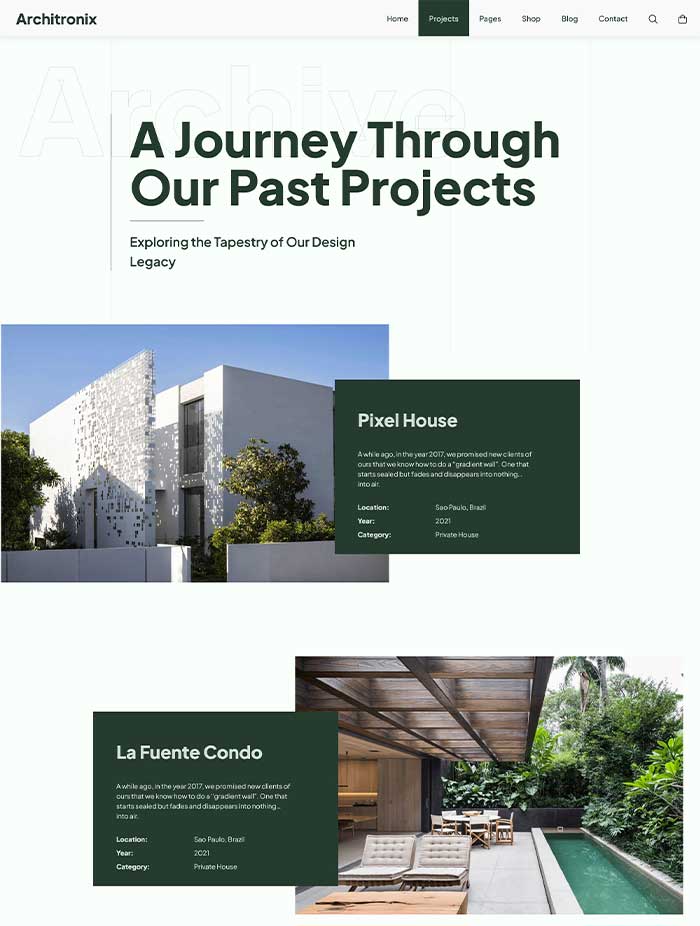 Architronix
Home Projects Pages Shop Blog Contact
Archive
A Journey Through
Our Past Projects
Exploring the Tapestry of Our Design
Legacy
Pixel House
A while ago, in the year 2017, we promised new clients of
ours that we know how to do a "gradient wall". One that
starts sealed but fades and disappears into nothing...
into air.
Location: Sao Paulo, Brazil
Year: 2021
Category: Private House
La Fuente Condo
A while ago, in the year 2017, we promised new clients of
ours that we know how to do a "gradient wall". One that
starts sealed but fades and disappears into nothing...
into air.
Location: Sao Paulo, Brazil
Year: 2021
Category: Private House